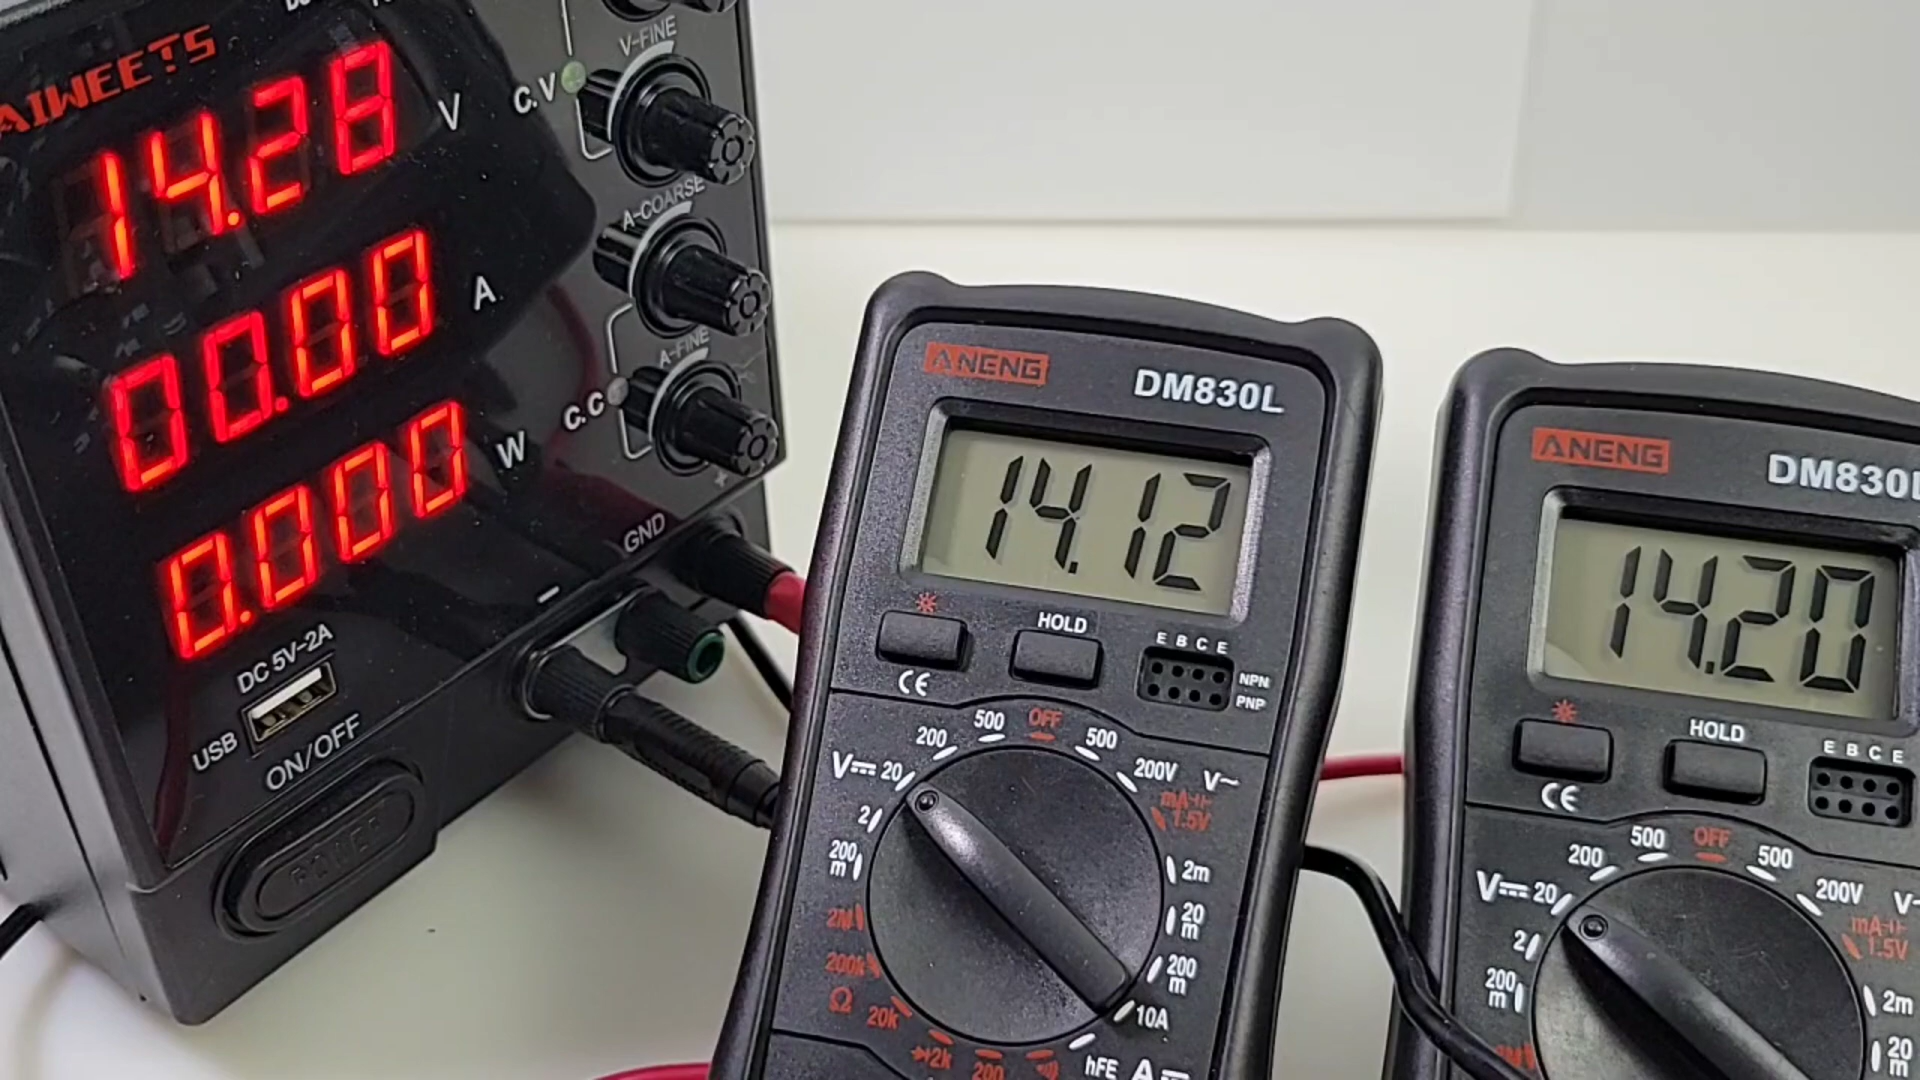 AIWEETS
14.28 V
00.00 A
0.000 W
V-FINE
C.V
A-COARSE
A-FINE
C.C
GND
-
DC 5V-2A
USB
ON/OFF
POWER
ANENG
DM830L
14.12
HOLD
E B C E
NPN
PNP
CE
OFF
500
200
V 20
2
200
m
2M
200k
Ω
20k
2k
200
hFE
A
10A
200
m
20
m
2m
mA
1.5V
200V V~
500
ANENG
DM830L
14.20
HOLD
E B C E
CE
OFF
500
200
V 20
2
200
m
500
200V
mA
1.5V
2m
20
m